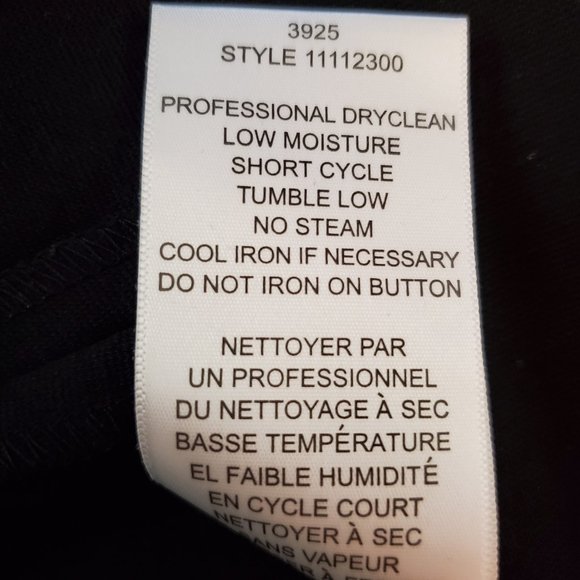 3925
STYLE 11112300
PROFESSIONAL DRYCLEAN
LOW MOISTURE
SHORT CYCLE
TUMBLE LOW
NO STEAM
COOL IRON IF NECESSARY
DO NOT IRON ON BUTTON
NETTOYER PAR
UN PROFESSIONNEL
DU NETTOYAGE À SEC
BASSE TEMPÉRATURE
EL FAIBLE HUMIDITÉ
EN CYCLE COURT
NETTOYER À SEC
SANS VAPEUR